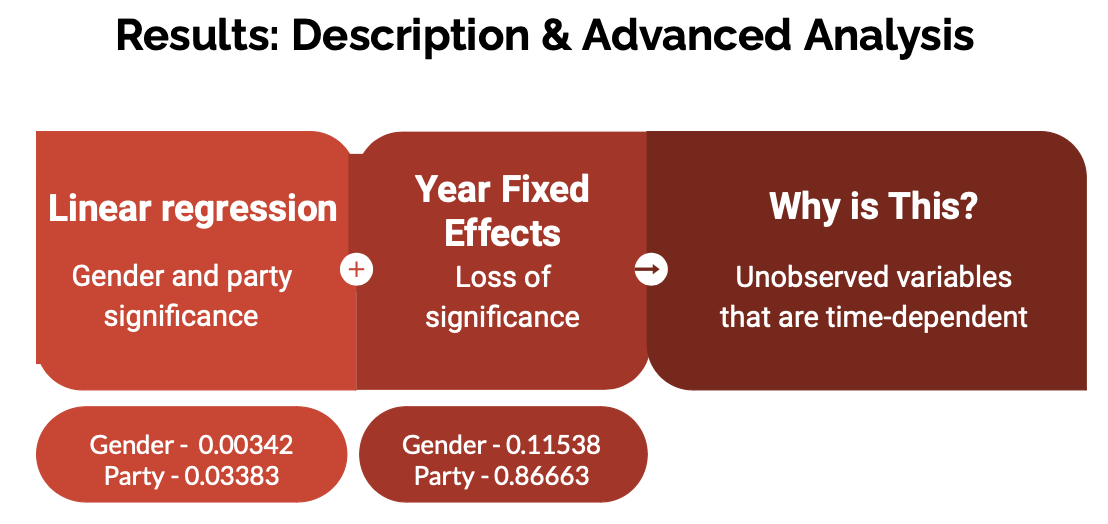 Results: Description & Advanced Analysis
Linear regression
Gender and party
significance
+
Year Fixed
Effects
Loss of
significance
Why is This?
Unobserved variables
that are time-dependent
Gender -  0.00342
Party - 0.03383
Gender - 0.11538
Party - 0.86663